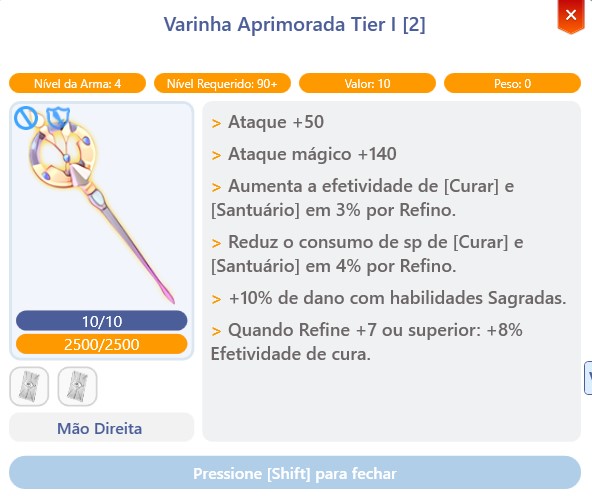 Varinha Aprimorada Tier I [2]
Nível da Arma: 4
Nível Requerido: 90+
Valor: 10
Peso: 0
> Ataque +50
> Ataque mágico +140
> Aumenta a efetividade de [Curar] e
[Santuário] em 3% por Refino.
> Reduz o consumo de sp de [Curar] e
[Santuário] em 4% por Refino.
> +10% de dano com habilidades Sagradas.
> Quando Refine +7 ou superior: +8%
Efetividade de cura.
10/10
2500/2500
Mão Direita
Pressione [Shift] para fechar